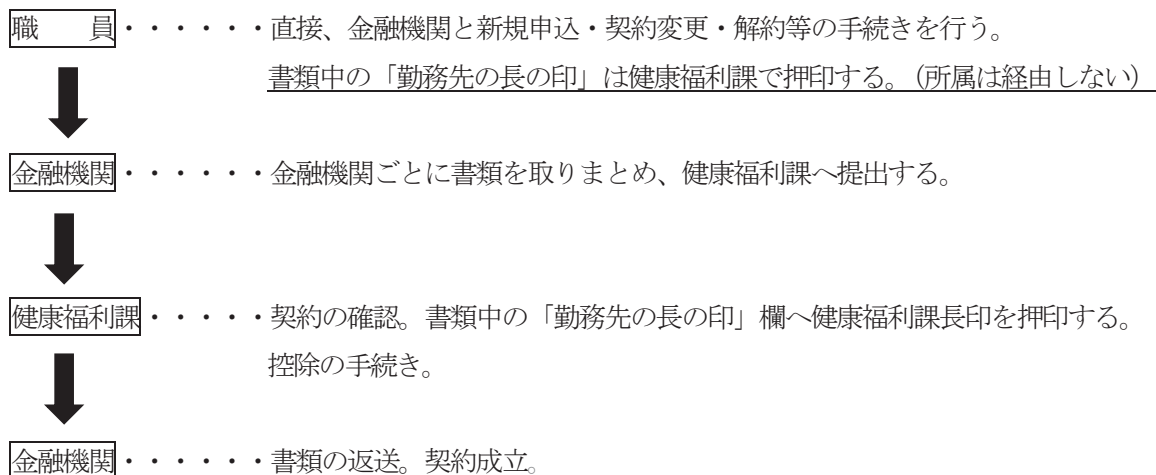 職　　員・・・・・・直接、金融機関と新規申込・契約変更・解約等の手続きを行う。
書類中の「勤務先の長の印」は健康福利課で押印する。（所属は経由しない）
金融機関・・・・・・金融機関ごとに書類を取りまとめ、健康福利課へ提出する。
健康福利課・・・・・契約の確認。書類中の「勤務先の長の印」欄へ健康福利課長印を押印する。
控除の手続き。
金融機関・・・・・・書類の返送。契約成立。